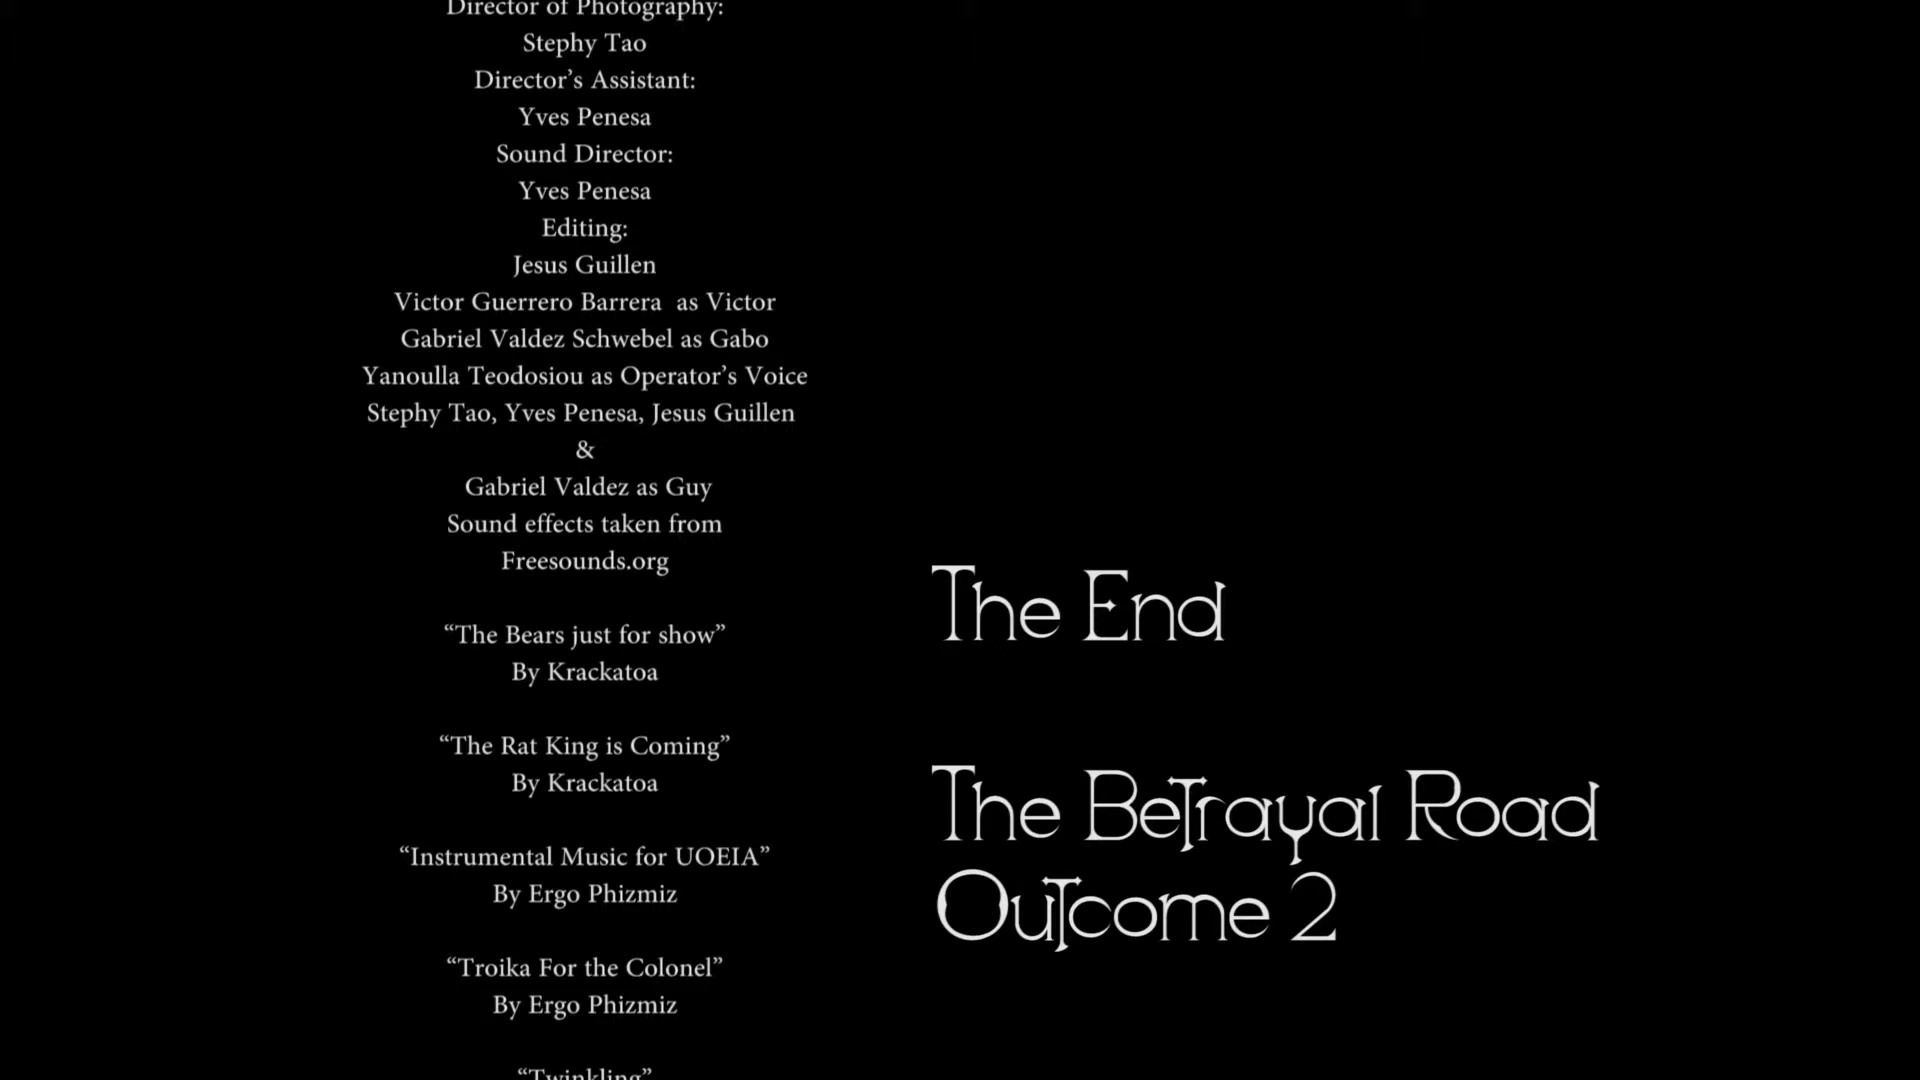 Director of Photography:
Stephy Tao
Director’s Assistant:
Yves Penesa
Sound Director:
Yves Penesa
Editing:
Jesus Guillen
Victor Guerrero Barrera  as Victor
Gabriel Valdez Schwebel as Gabo
Yanoulla Teodosiou as Operator’s Voice
Stephy Tao, Yves Penesa, Jesus Guillen
&
Gabriel Valdez as Guy
Sound effects taken from
Freesounds.org
“The Bears just for show”
By Krackatoa
“The Rat King is Coming”
By Krackatoa
“Instrumental Music for UOEIA”
By Ergo Phizmiz
“Troika For the Colonel”
By Ergo Phizmiz
“Twinkling”
The End
The Betrayal Road
Outcome 2